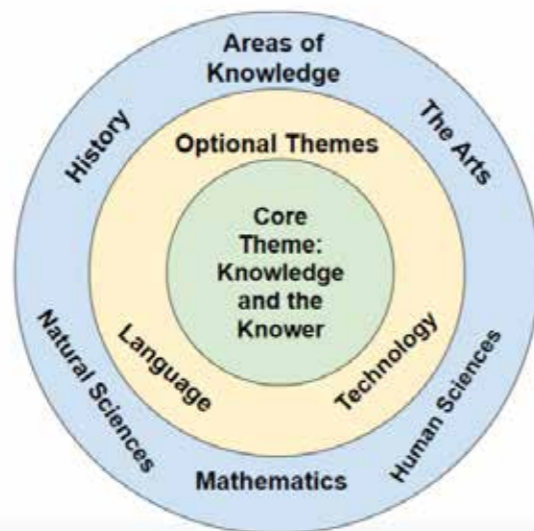 Areas of
Knowledge
History
The Arts
Optional Themes
Core
Theme:
Knowledge
and the
Knower
Language
Technology
Natural Sciences
Human Sciences
Mathematics